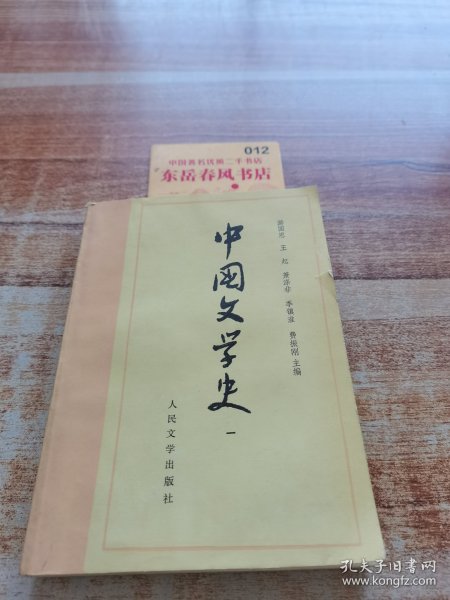 012
中国著名优质二手书店
东岳春风书店
游国恩 王起 萧涤非 季镇淮 费振刚 主编
中国文学史
一
人民文学出版社
孔夫子旧书网
www.kongfz.com